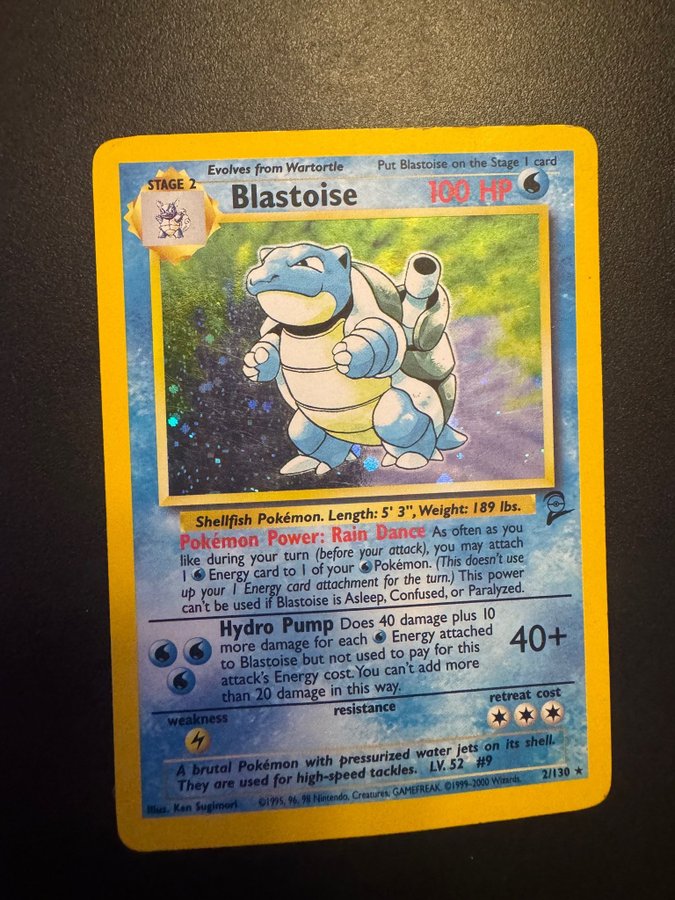 Evolves from Wartortle Put Blastoise on the Stage 1 card
STAGE 2
Blastoise 100 HP
Shellfish Pokémon. Length: 5' 3", Weight: 189 lbs.
Pokémon Power: Rain Dance As often as you
like during your turn (before your attack), you may attach
1 Energy card to 1 of your Pokémon. (This doesn't use
up your 1 Energy card attachment for the turn.) This power
can't be used if Blastoise is Asleep, Confused, or Paralyzed.
Hydro Pump Does 40 damage plus 10
more damage for each Energy attached
to Blastoise but not used to pay for this
attack's Energy cost. You can't add more
than 20 damage in this way.
40+
weakness resistance retreat cost
A brutal Pokémon with pressurized water jets on its shell.
They are used for high-speed tackles. LV. 52 #9
Illus. Ken Sugimori ©1995, 96, 98 Nintendo, Creatures, GAMEFREAK. ©1999-2000 Wizards. 2/130 ★